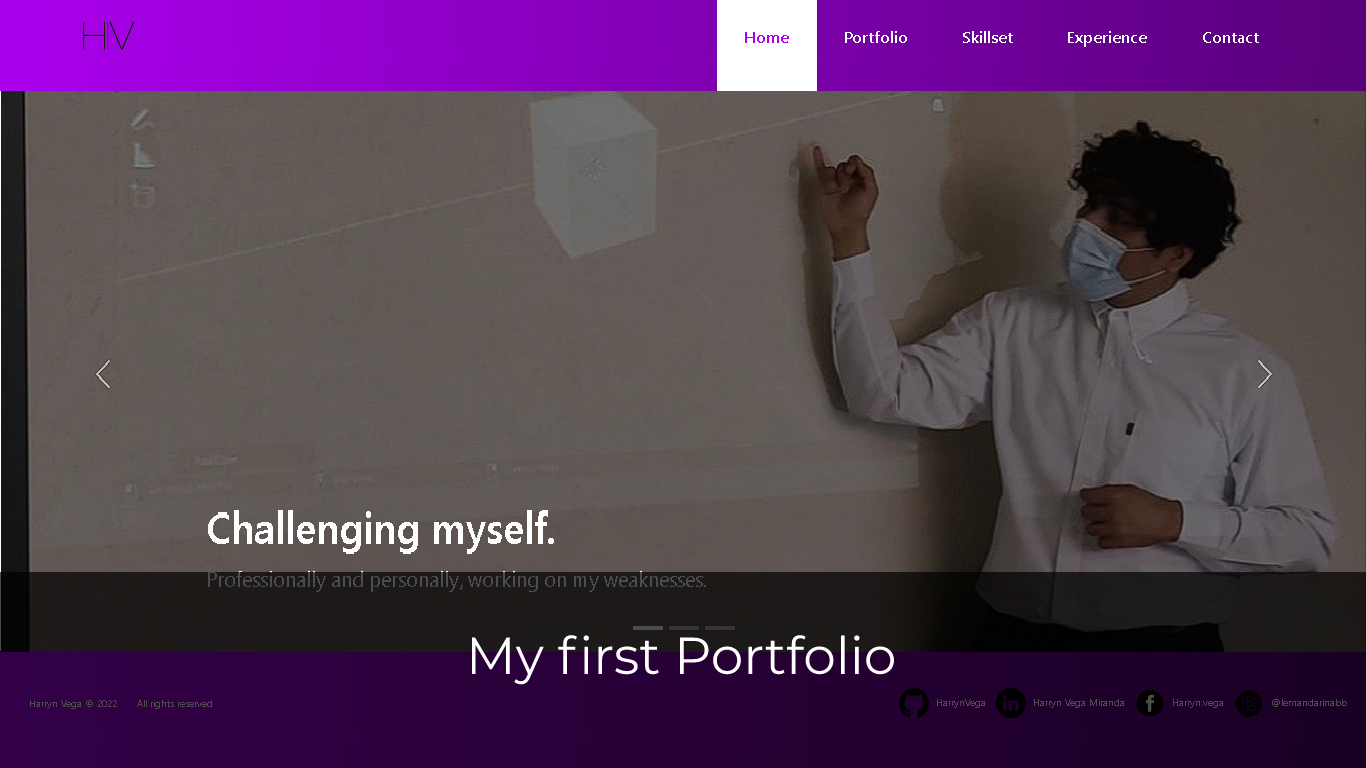 HV
Home Portfolio Skillset Experience Contact
Challenging myself.
Professionally and personally, working on my weaknesses.
My first Portfolio
Harryn Vega © 2022 All rights reserved
HarrynVega Harryn Vega Miranda Harryn.vega @lemandarinabb